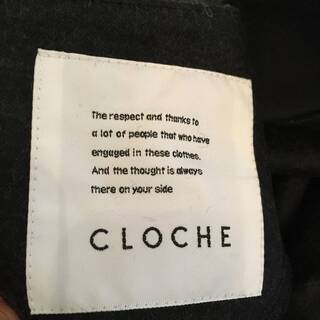 The respect and thanks to
a lot of people that who have
engaged in these clothes.
And the thought is always
there on your side
CLOCHE